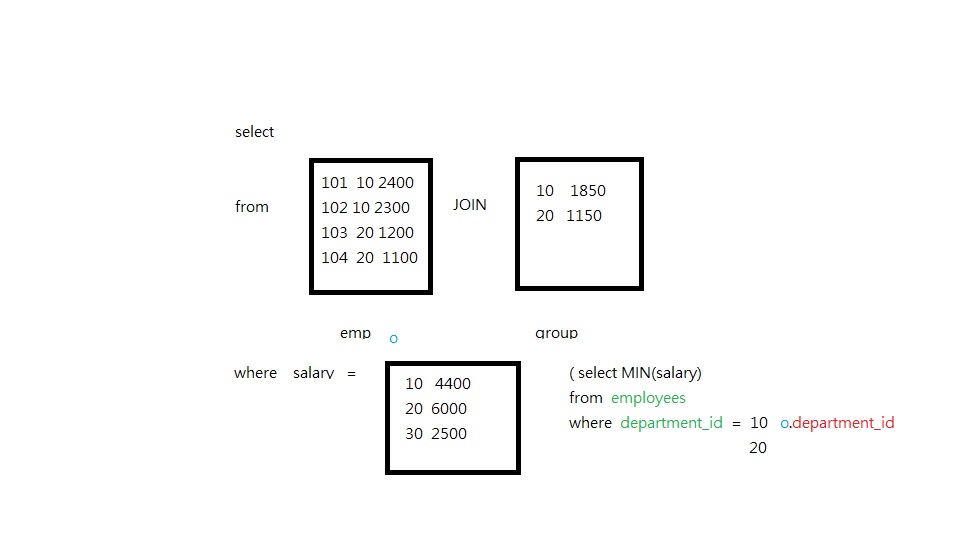 select
101 10 2400
102 10 2300
103 20 1200
104 20 1100
from
JOIN
10 1850
20 1150
emp o
group
where salary =
10 4400
20 6000
30 2500
( select MIN(salary)
from employees
where department_id = 10 o.department_id
20